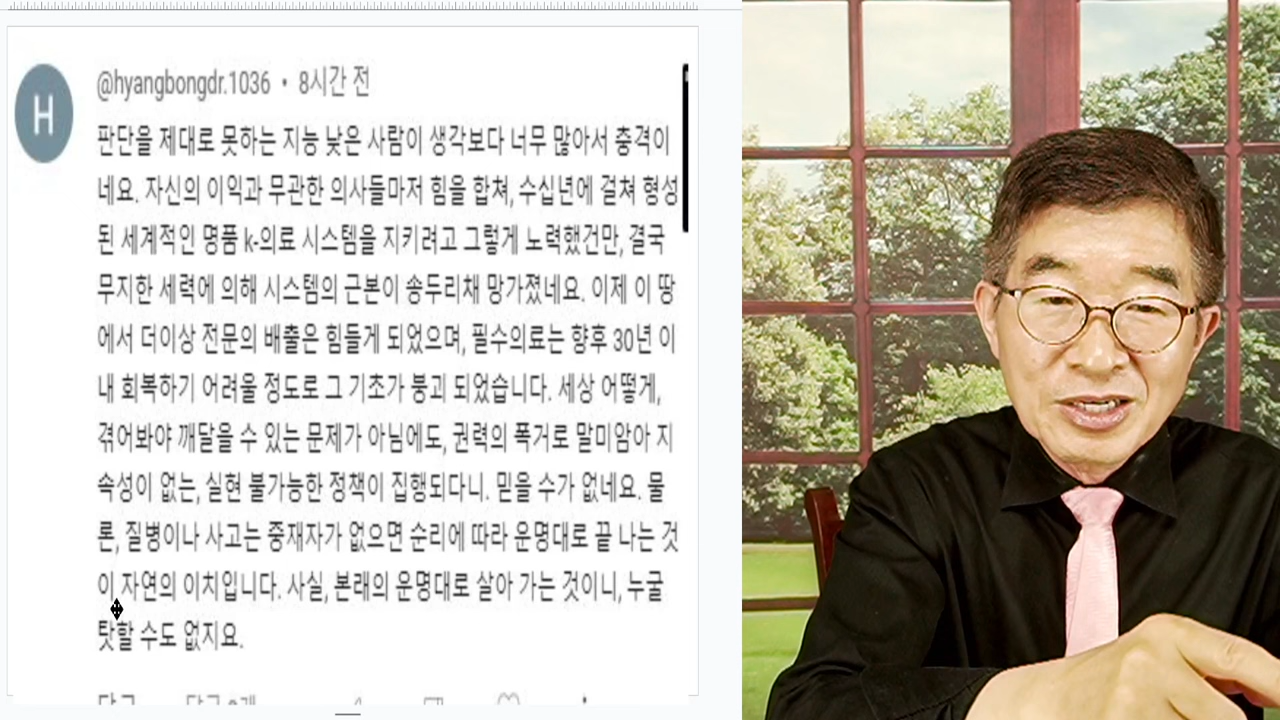 H
@hyangbongdr.1036 • 8시간 전
판단을 제대로 못하는 지능 낮은 사람이 생각보다 너무 많아서 충격이
네요. 자신의 이익과 무관한 의사들마저 힘을 합쳐, 수십년에 걸쳐 형성
된 세계적인 명품 k-의료 시스템을 지키려고 그렇게 노력했건만, 결국
무지한 세력에 의해 시스템의 근본이 송두리채 망가졌네요. 이제 이 땅
에서 더이상 전문의 배출은 힘들게 되었으며, 필수의료는 향후 30년 이
내 회복하기 어려울 정도로 그 기초가 붕괴 되었습니다. 세상 어떻게,
겪어봐야 깨달을 수 있는 문제가 아님에도, 권력의 폭거로 말미암아 지
속성이 없는, 실현 불가능한 정책이 집행되다니. 믿을 수가 없네요. 물
론, 질병이나 사고는 중재자가 없으면 순리에 따라 운명대로 끝 나는 것
이 자연의 이치입니다. 사실, 본래의 운명대로 살아 가는 것이니, 누굴
탓할 수도 없지요.